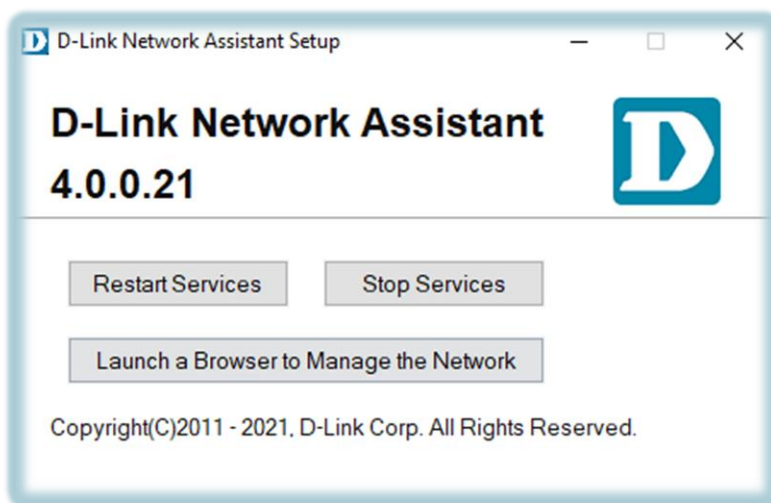 D-Link Network Assistant Setup
D-Link Network Assistant
4.0.0.21
Restart Services
Stop Services
Launch a Browser to Manage the Network
Copyright(C)2011 - 2021, D-Link Corp. All Rights Reserved.